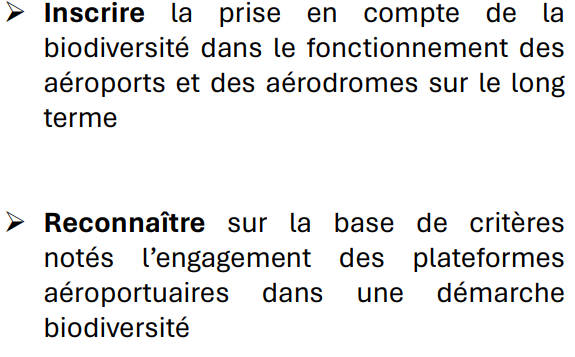 ➢ Inscrire la prise en compte de la
biodiversité dans le fonctionnement des
aéroports et des aérodromes sur le long
terme
➢ Reconnaître sur la base de critères
notés l’engagement des plateformes
aéroportuaires dans une démarche
biodiversité